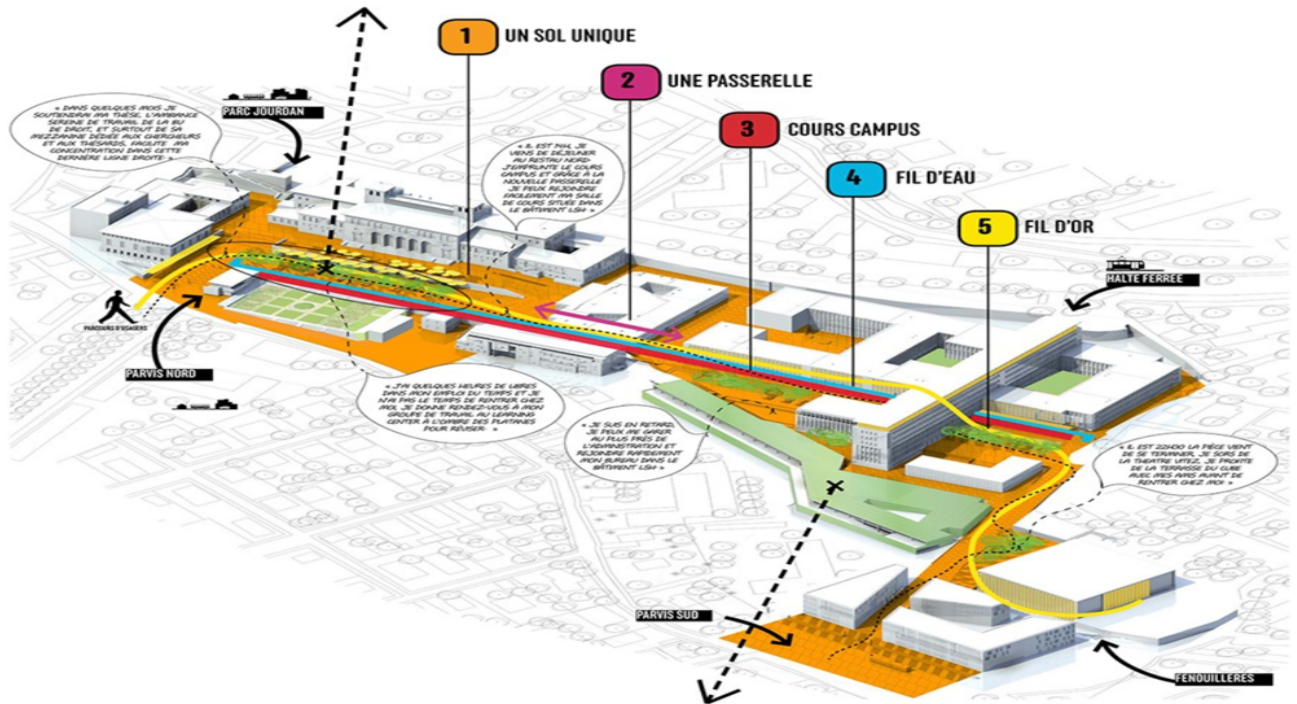 1 UN SOL UNIQUE
2 UNE PASSERELLE
3 COURS CAMPUS
4 FIL D'EAU
5 FIL D'OR
PARC JOURDAN
« DANS QUELQUES MOIS JE
SOUTIENDRAI MA THÈSE, L'AMBIANCE
SEREINE DE TRAVAIL DE LA BU
DE DROIT, ET SURTOUT DE SA
MEZZANINE DÉDIÉE AUX CHERCHEURS
ET AUX THÉSARDS, FACILITE MA
CONCENTRATION DANS CETTE
DERNIÈRE LIGNE DROITE »
« IL EST 14H, JE
VIENS DE DÉJEUNER
AU RESTAU NORD
J'EMPRUNTE LE COURS
CAMPUS ET GRÂCE À LA
NOUVELLE PASSERELLE
JE PEUX REJOINDRE
FACILEMENT MA SALLE
DE COURS SITUÉE DANS
LE BÂTIMENT LSH »
HALTE FERREE
PARCOURS D'USAGERS
PARVIS NORD
« J'AI QUELQUES HEURES DE LIBRES
DANS MON EMPLOI DU TEMPS ET JE
N'AI PAS LE TEMPS DE RENTRER CHEZ
MOI, JE DONNE RENDEZ-VOUS À MON
GROUPE DE TRAVAIL AU LEARNING
CENTER À L'OMBRE DES PLATANES
POUR RÉVISER »
« JE SUIS EN RETARD,
JE PEUX ME GARER
AU PLUS PRÈS DE
L'ADMINISTRATION ET
REJOINDRE RAPIDEMENT
MON BUREAU DANS LE
BÂTIMENT LSH »
« IL EST 22H00 LA PIÈCE VIENT
DE SE TERMINER, JE SORS DE
LA THEATRE VITEZ, JE PROFITE
DE LA TERRASSE DU CUBE
AVEC MES AMIS AVANT DE
RENTRER CHEZ MOI »
PARVIS SUD
FENOUILLERES